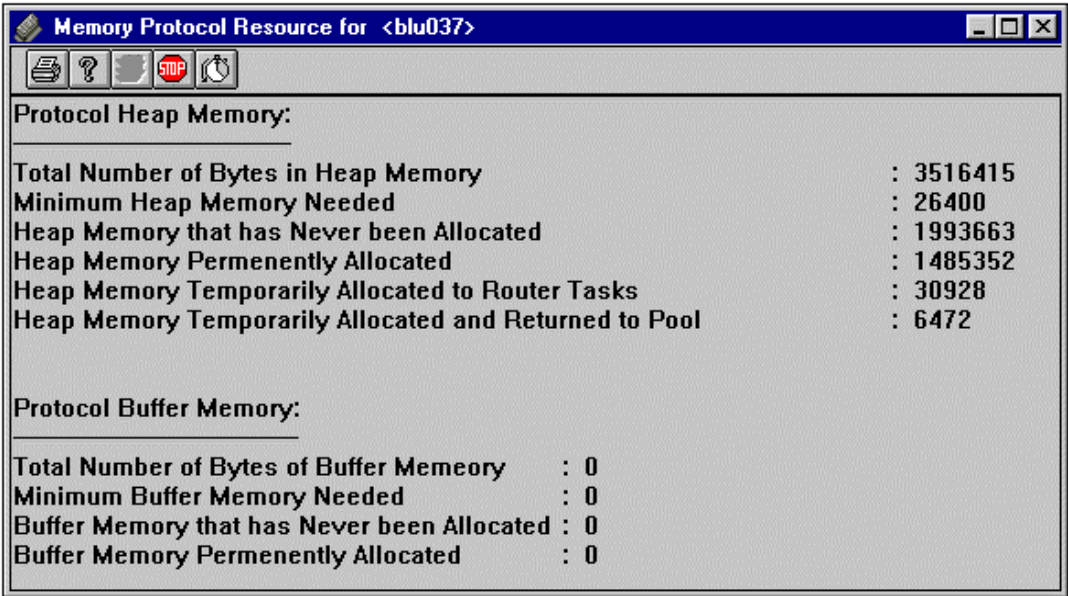 Memory Protocol Resource for <blu037>
STOP
Protocol Heap Memory:
Total Number of Bytes in Heap Memory : 3516415
Minimum Heap Memory Needed : 26400
Heap Memory that has Never been Allocated : 1993663
Heap Memory Permenently Allocated : 1485352
Heap Memory Temporarily Allocated to Router Tasks : 30928
Heap Memory Temporarily Allocated and Returned to Pool : 6472
Protocol Buffer Memory:
Total Number of Bytes of Buffer Memeory : 0
Minimum Buffer Memory Needed : 0
Buffer Memory that has Never been Allocated : 0
Buffer Memory Permenently Allocated : 0